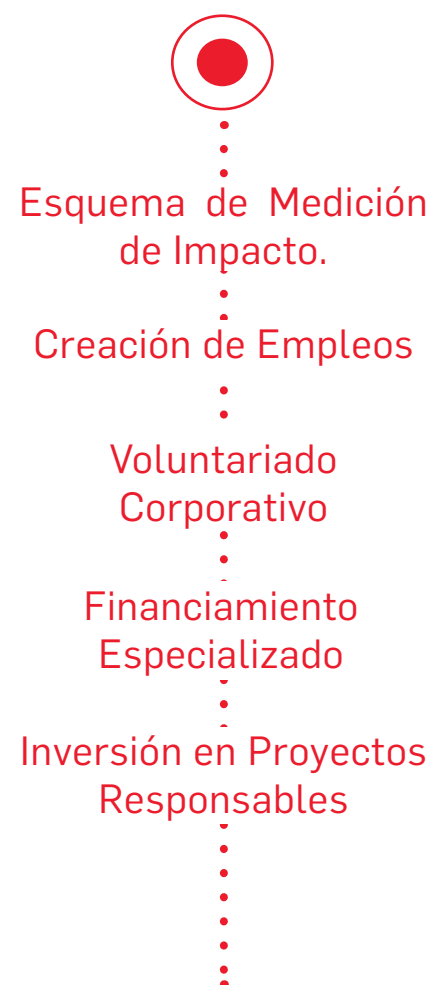 Esquema de Medición
de Impacto.
Creación de Empleos
Voluntariado
Corporativo
Financiamiento
Especializado
Inversión en Proyectos
Responsables